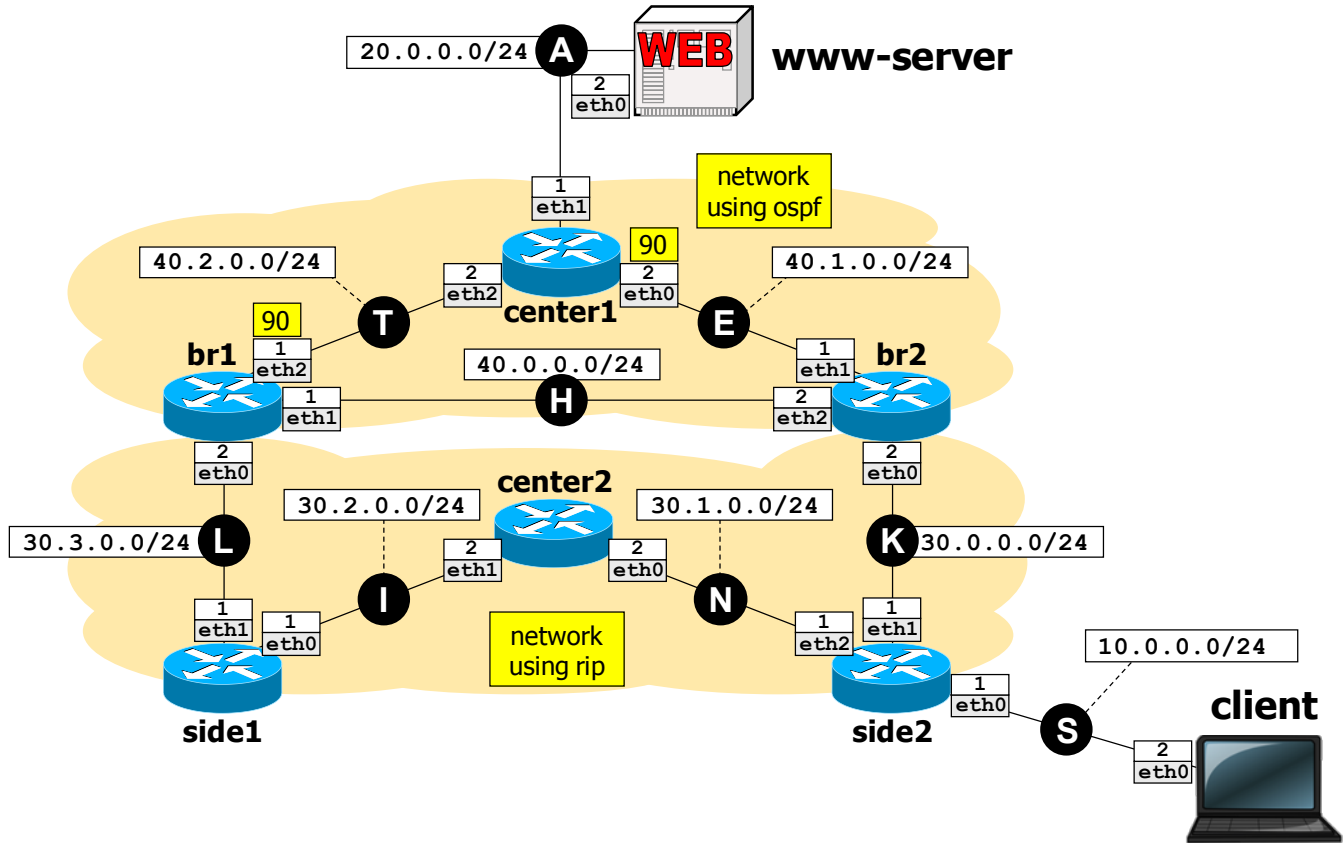 20.0.0.0/24
A
WEB
www-server
2
eth0
1
eth1
network
using ospf
40.2.0.0/24
2
eth2
center1
90
2
eth0
40.1.0.0/24
T
E
90
br1
1
eth2
40.0.0.0/24
1
eth1
br2
1
eth1
H
2
eth2
2
eth0
center2
2
eth0
30.2.0.0/24
30.1.0.0/24
30.3.0.0/24
L
2
eth1
2
eth0
K
30.0.0.0/24
I
N
1
eth1
1
eth0
network
using rip
1
eth2
1
eth1
10.0.0.0/24
side1
side2
1
eth0
S
client
2
eth0